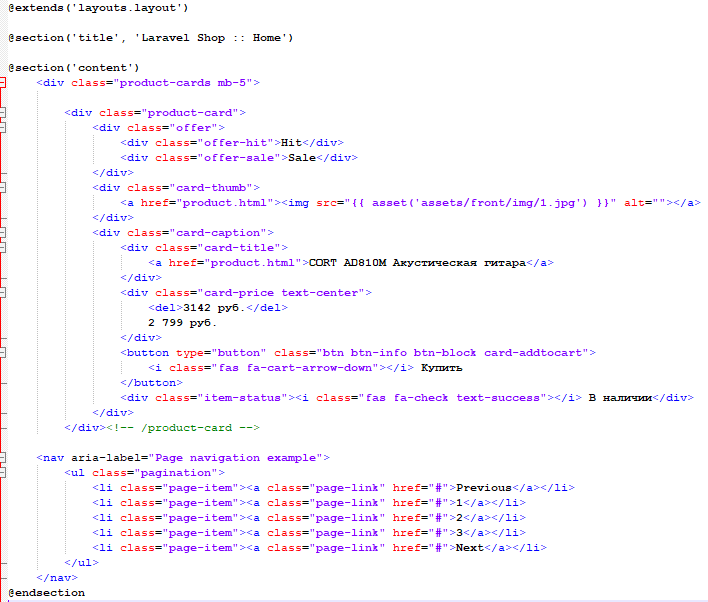 @extends('layouts.layout')
@section('title', 'Laravel Shop :: Home')
@section('content')
<div class="product-cards mb-5">
<div class="product-card">
<div class="offer">
<div class="offer-hit">Hit</div>
<div class="offer-sale">Sale</div>
</div>
<div class="card-thumb">
<a href="product.html"><img src="{{ asset('assets/front/img/1.jpg') }}" alt=""></a>
</div>
<div class="card-caption">
<div class="card-title">
<a href="product.html">CORT AD810M Акустическая гитара</a>
</div>
<div class="card-price text-center">
<del>3142 руб.</del>
2 799 руб.
</div>
<button type="button" class="btn btn-info btn-block card-addtocart">
<i class="fas fa-cart-arrow-down"></i> Купить
</button>
<div class="item-status"><i class="fas fa-check text-success"></i> В наличии</div>
</div>
</div><!-- /product-card -->
<nav aria-label="Page navigation example">
<ul class="pagination">
<li class="page-item"><a class="page-link" href="#">Previous</a></li>
<li class="page-item"><a class="page-link" href="#">1</a></li>
<li class="page-item"><a class="page-link" href="#">2</a></li>
<li class="page-item"><a class="page-link" href="#">3</a></li>
<li class="page-item"><a class="page-link" href="#">Next</a></li>
</ul>
</nav>
@endsection